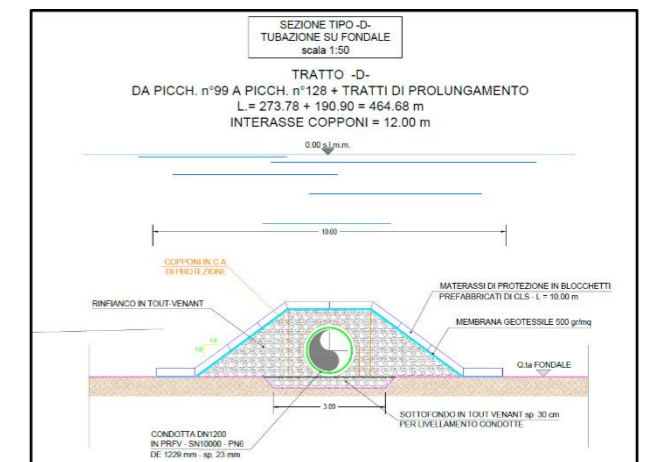 SEZIONE TIPO -D-
TUBAZIONE SU FONDALE
scala 1:50
TRATTO -D-
DA PICCH. n°99 A PICCH. n°128 + TRATTI DI PROLUNGAMENTO
L.= 273.78 + 190.90 = 464.68 m
INTERASSE COPPONI = 12.00 m
0.00 s.l.m.m.
10.00
COPPONI IN C.A.
DI PROTEZIONE
RINFIANCO IN TOUT-VENANT
MATERASSI DI PROTEZIONE IN BLOCCHETTI
PREFABBRICATI DI CLS - L = 10.00 m
MEMBRANA GEOTESSILE 500 gr/mq
Q.ta FONDALE
3.00
SOTTOFONDO IN TOUT VENANT sp. 30 cm
PER LIVELLAMENTO CONDOTTE
CONDOTTA DN1200
IN PRFV - SN10000 - PN6
DE 1229 mm - sp. 23 mm